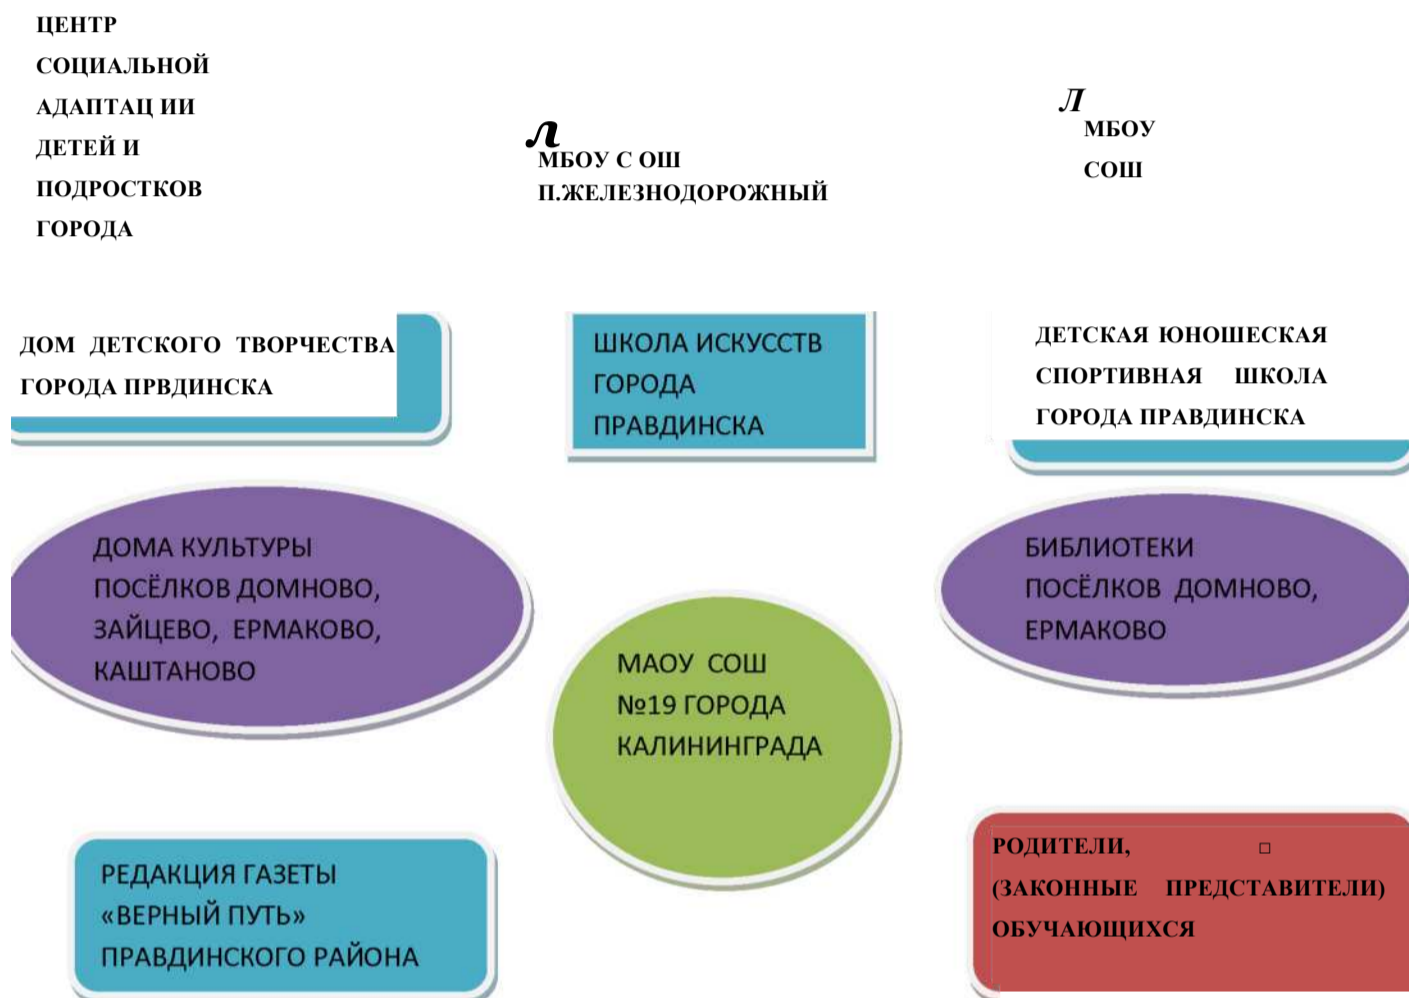 ЦЕНТР
СОЦИАЛЬНОЙ
АДАПТАЦ ИИ
ДЕТЕЙ И
ПОДРОСТКОВ
ГОРОДА
л
МБОУ С ОШ
П.ЖЕЛЕЗНОДОРОЖНЫЙ
Л
МБОУ
СОШ
ДОМ ДЕТСКОГО ТВОРЧЕСТВА
ГОРОДА ПРВДИНСКА
ШКОЛА ИСКУССТВ
ГОРОДА
ПРАВДИНСКА
ДЕТСКАЯ ЮНОШЕСКАЯ
СПОРТИВНАЯ ШКОЛА
ГОРОДА ПРАВДИНСКА
ДОМА КУЛЬТУРЫ
ПОСЁЛКОВ ДОМНОВО,
ЗАЙЦЕВО, ЕРМАКОВО,
КАШТАНОВО
МАОУ СОШ
№19 ГОРОДА
КАЛИНИНГРАДА
БИБЛИОТЕКИ
ПОСЁЛКОВ ДОМНОВО,
ЕРМАКОВО
РЕДАКЦИЯ ГАЗЕТЫ
«ВЕРНЫЙ ПУТЬ»
ПРАВДИНСКОГО РАЙОНА
РОДИТЕЛИ, □
(ЗАКОННЫЕ ПРЕДСТАВИТЕЛИ)
ОБУЧАЮЩИХСЯ